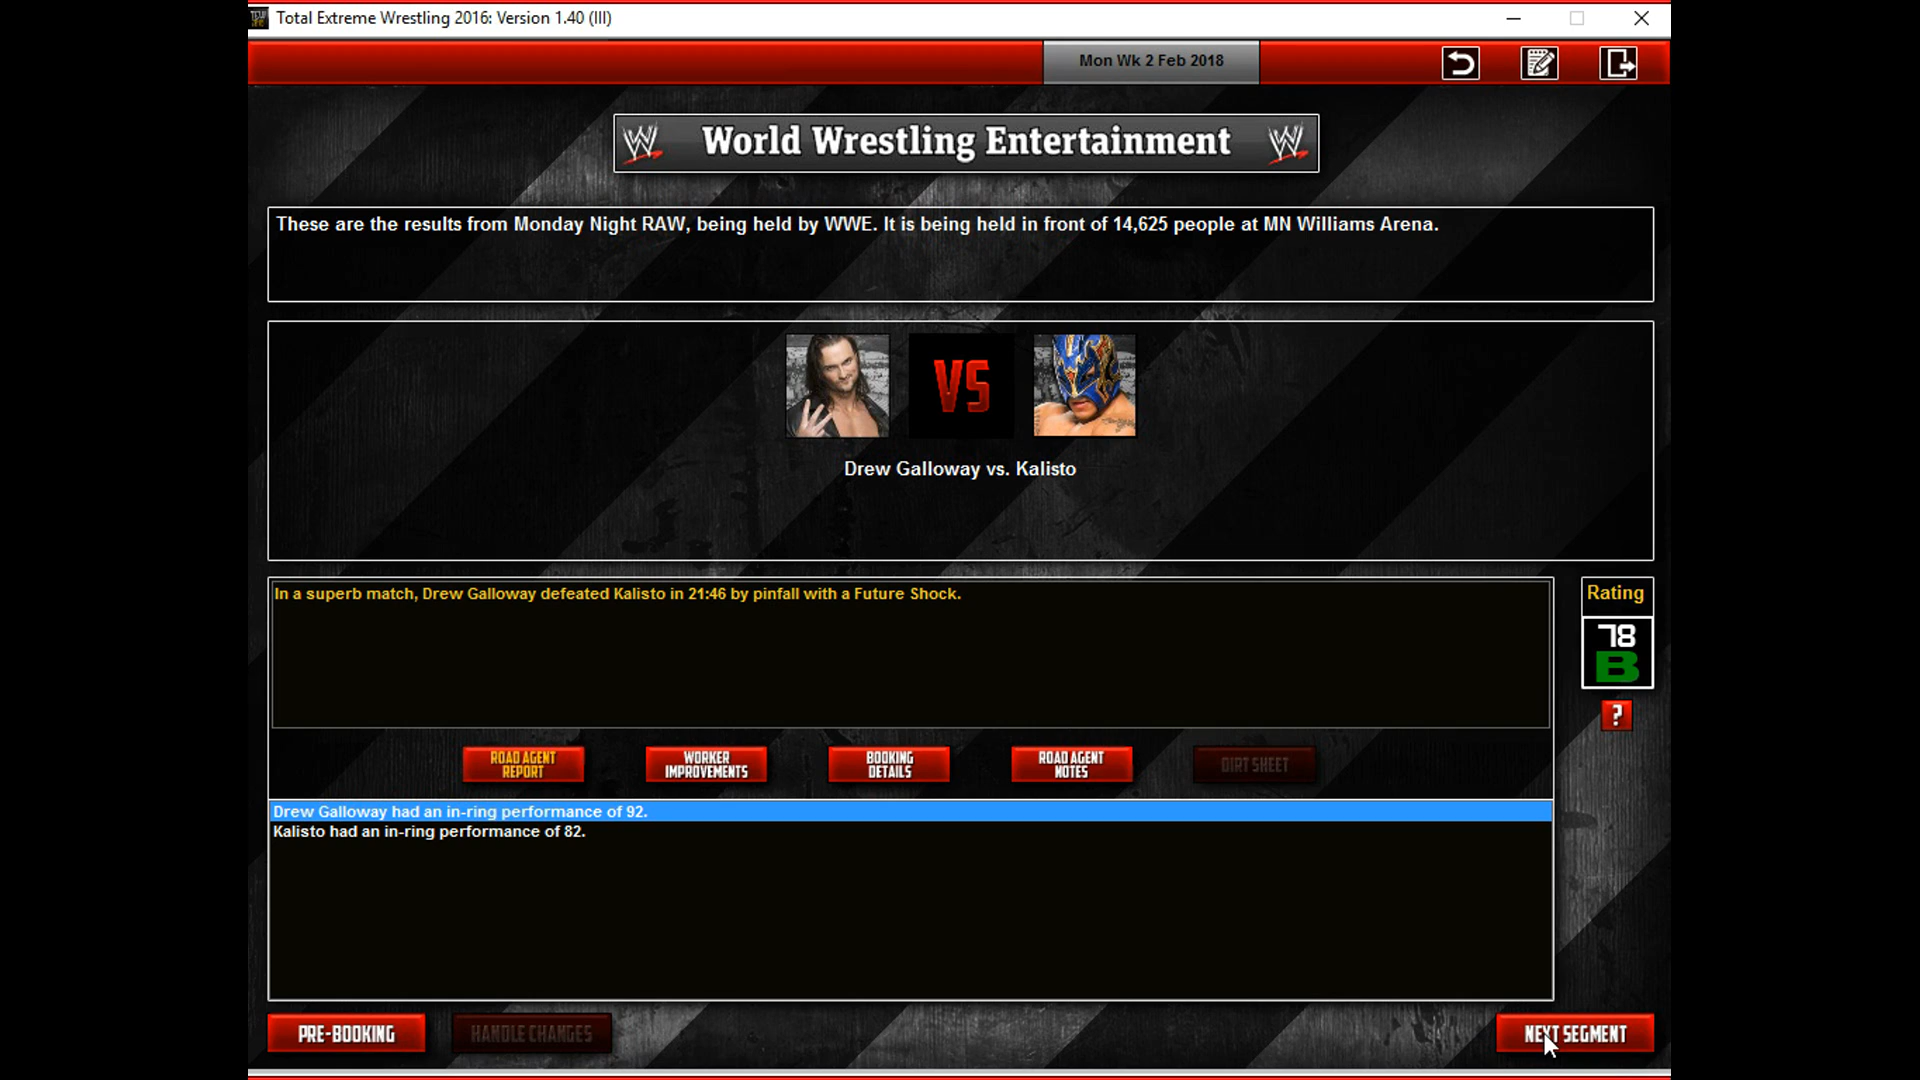 Total Extreme Wrestling 2016: Version 1.40 (III)
Mon Wk 2 Feb 2018
World Wrestling Entertainment
These are the results from Monday Night RAW, being held by WWE. It is being held in front of 14,625 people at MN Williams Arena.
VS
Drew Galloway vs. Kalisto
In a superb match, Drew Galloway defeated Kalisto in 21:46 by pinfall with a Future Shock.
Rating
78
B
?
ROAD AGENT
REPORT
WORKER
IMPROVEMENTS
BOOKING
DETAILS
ROAD AGENT
NOTES
DIRT SHEET
Drew Galloway had an in-ring performance of 92.
Kalisto had an in-ring performance of 82.
PRE-BOOKING
HANDLE CHANGES
NEXT SEGMENT